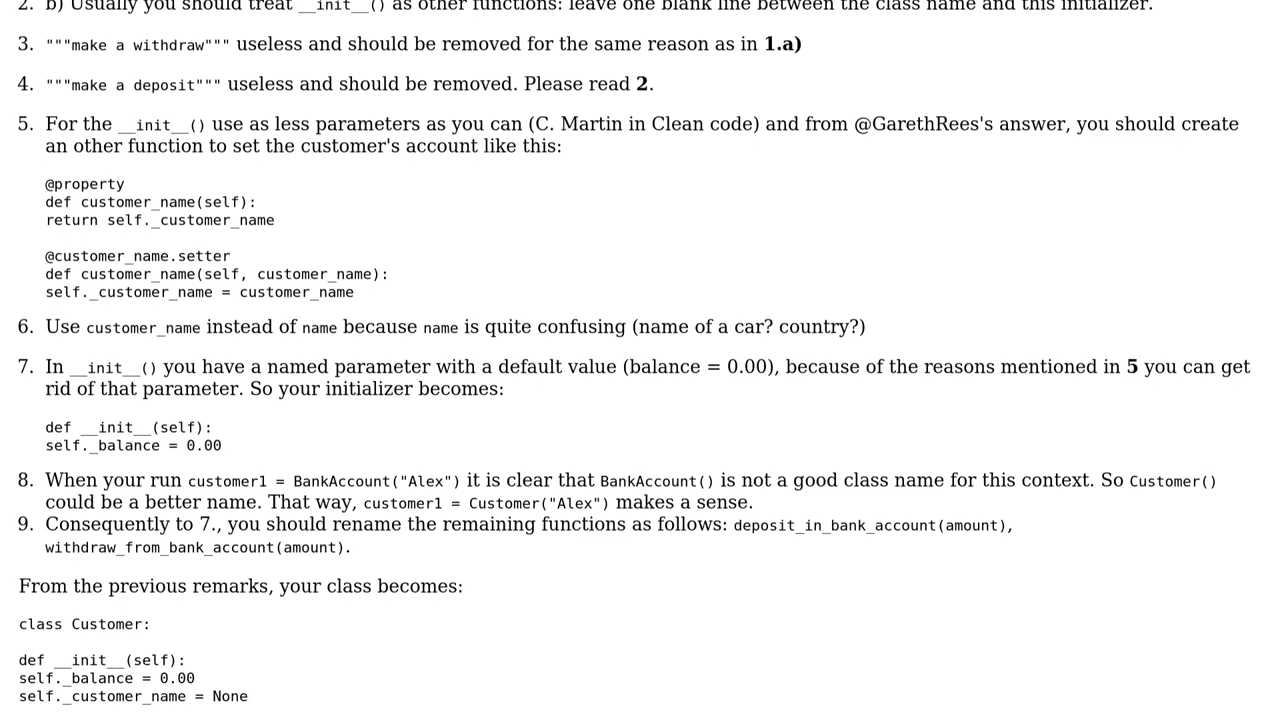 2. b) Usually you should treat __init__() as other functions: leave one blank line between the class name and this initializer.
3. """make a withdraw""" useless and should be removed for the same reason as in 1.a)
4. """make a deposit""" useless and should be removed. Please read 2.
5. For the __init__() use as less parameters as you can (C. Martin in Clean code) and from @GarethRees's answer, you should create
an other function to set the customer's account like this:
@property
def customer_name(self):
return self._customer_name
@customer_name.setter
def customer_name(self, customer_name):
self._customer_name = customer_name
6. Use customer_name instead of name because name is quite confusing (name of a car? country?)
7. In __init__() you have a named parameter with a default value (balance = 0.00), because of the reasons mentioned in 5 you can get
rid of that parameter. So your initializer becomes:
def __init__(self):
self._balance = 0.00
8. When your run customer1 = BankAccount("Alex") it is clear that BankAccount() is not a good class name for this context. So Customer()
could be a better name. That way, customer1 = Customer("Alex") makes a sense.
9. Consequently to 7., you should rename the remaining functions as follows: deposit_in_bank_account(amount),
withdraw_from_bank_account(amount).
From the previous remarks, your class becomes:
class Customer:
def __init__(self):
self._balance = 0.00
self._customer_name = None